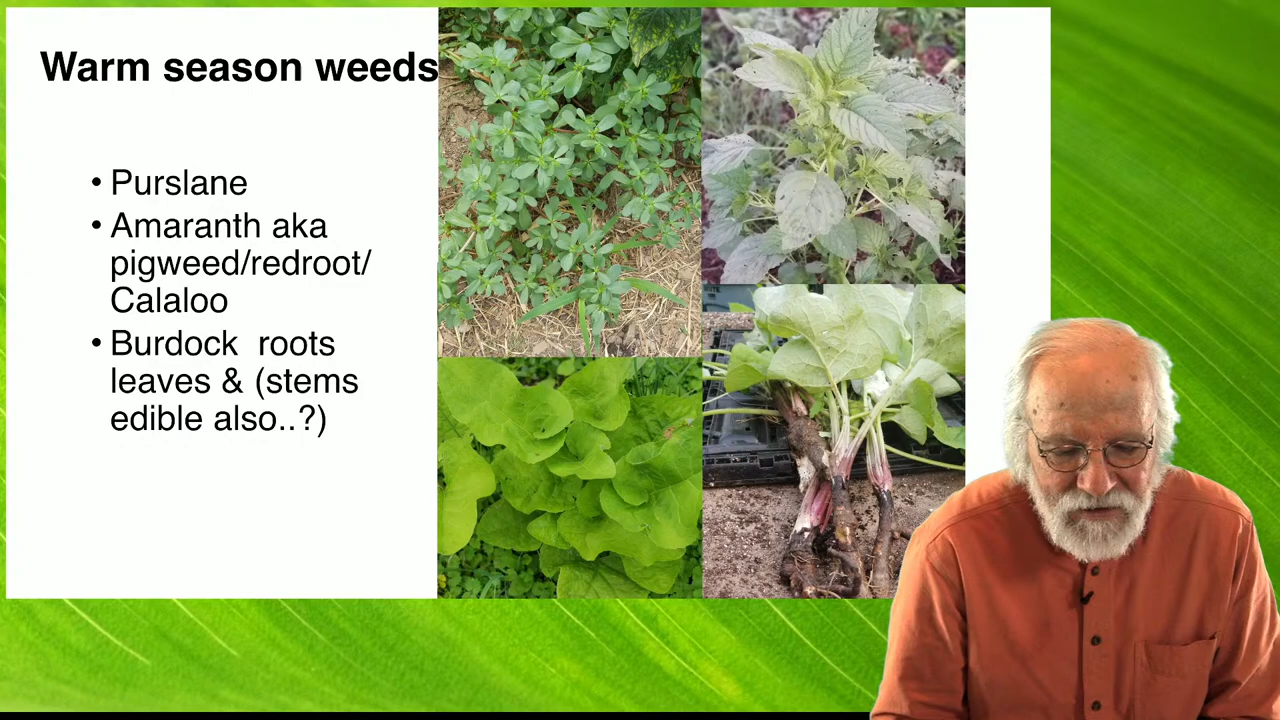 Warm season weeds
• Purslane
• Amaranth aka
pigweed/redroot/
Calaloo
• Burdock  roots
leaves & (stems
edible also..?)